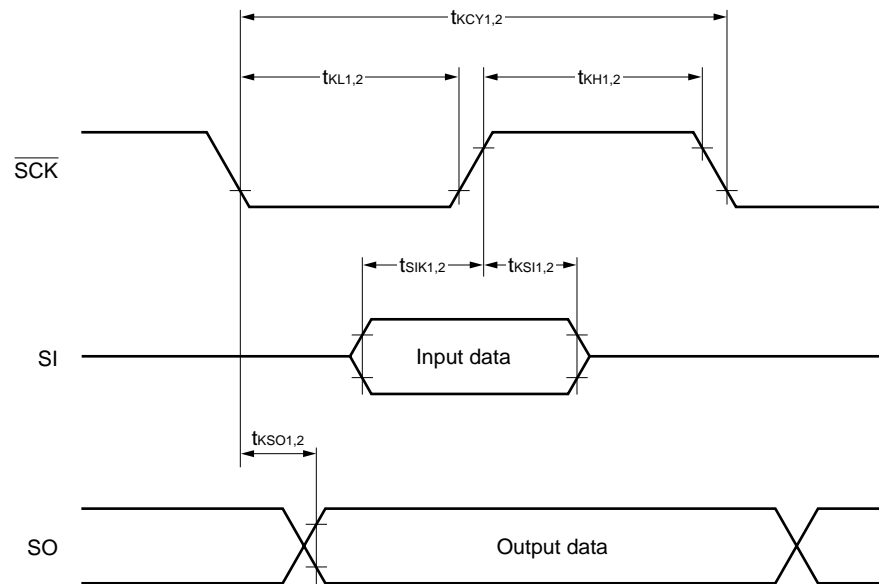 tKCY1,2
tKL1,2 tKH1,2
SCK
tSIK1,2 tKSI1,2
SI Input data
tKSO1,2
SO Output data